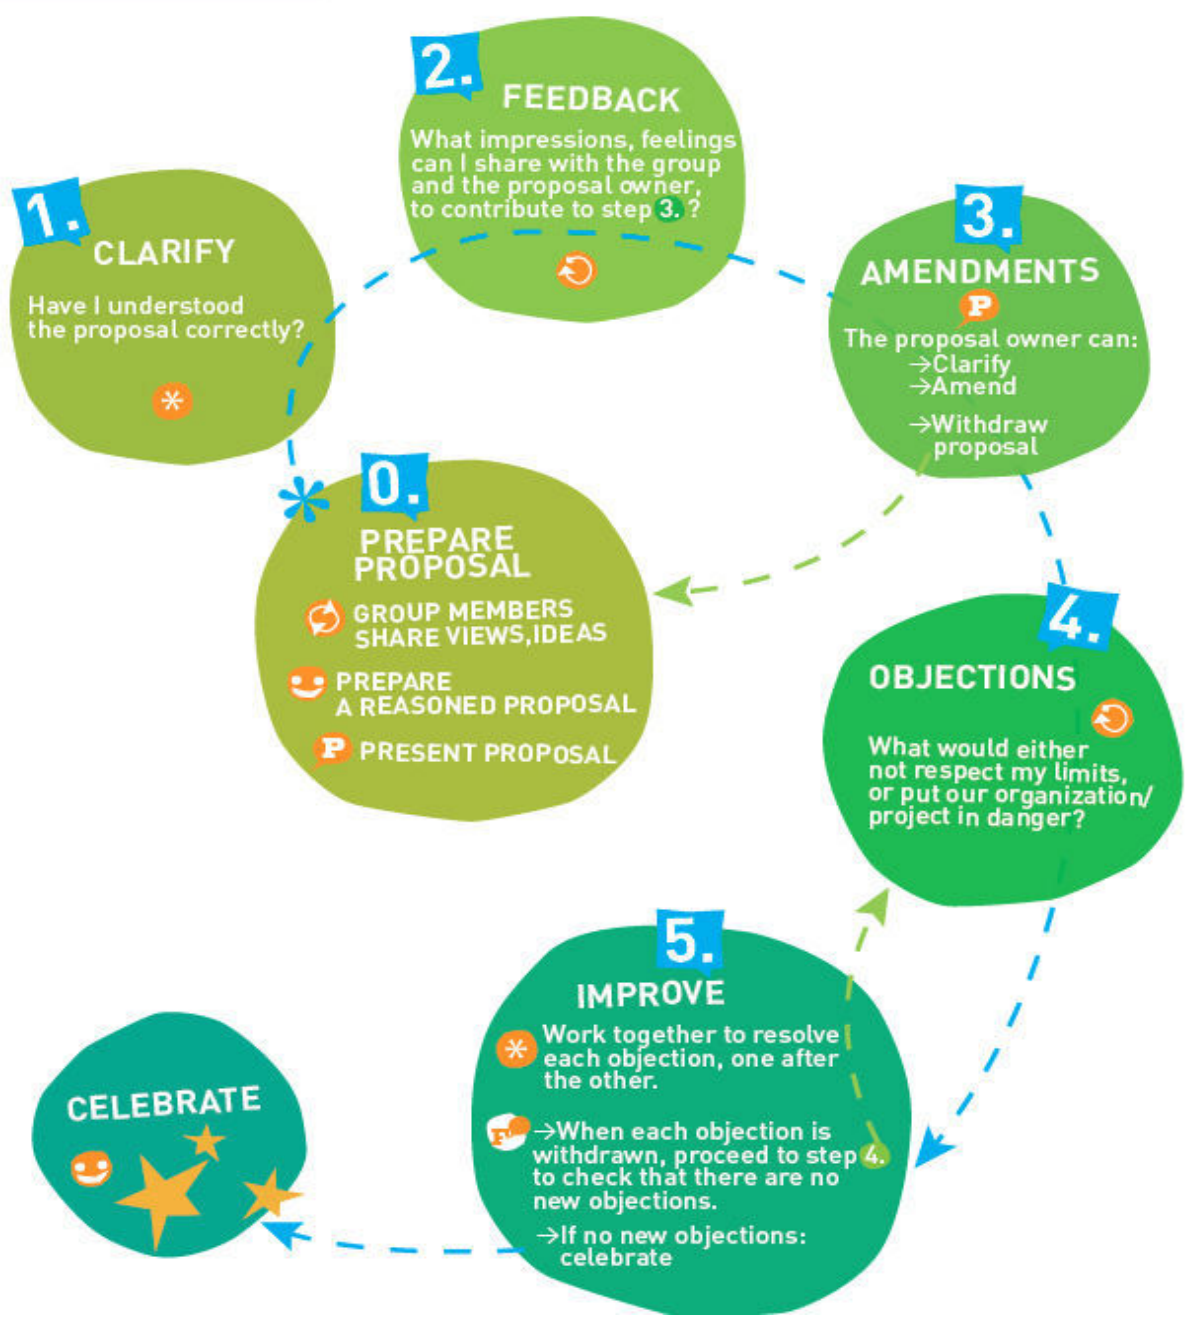 0.
PREPARE
PROPOSAL
GROUP MEMBERS
SHARE VIEWS,IDEAS
PREPARE
A REASONED PROPOSAL
P PRESENT PROPOSAL
1.
CLARIFY
Have I understood
the proposal correctly?
*
2.
FEEDBACK
What impressions, feelings
can I share with the group
and the proposal owner,
to contribute to step 3. ?
3.
AMENDMENTS
P
The proposal owner can:
→Clarify
→Amend
→Withdraw
proposal
4.
OBJECTIONS
What would either
not respect my limits,
or put our organization/
project in danger?
5.
IMPROVE
* Work together to resolve
each objection, one after
the other.
F →When each objection is
withdrawn, proceed to step 4.
to check that there are no
new objections.
→If no new objections:
celebrate
CELEBRATE